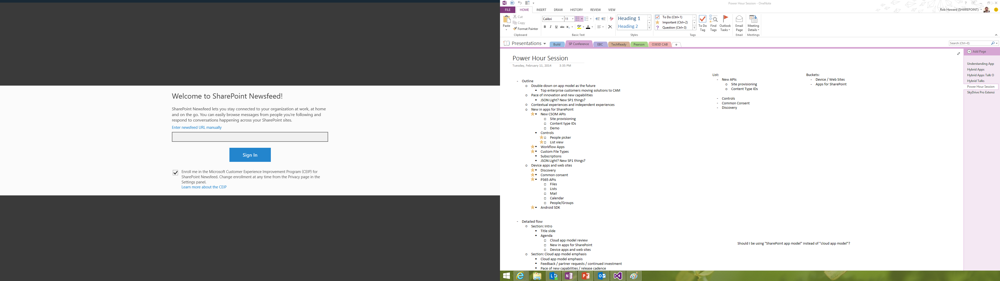 Welcome to SharePoint Newsfeed!
SharePoint Newsfeed lets you stay connected to your organization at work, at home
and on the go. You can easily browse messages from people you're following and
respond to conversations happening across your SharePoint sites.
Enter newsfeed URL manually
Sign In
Enroll me in the Microsoft Customer Experience Improvement Program (CEIP) for
SharePoint Newsfeed. Change enrollment at any time from the Privacy page in the
Settings panel.
Learn more about the CEIP
Power Hour Session - OneNote
FILE HOME INSERT DRAW HISTORY REVIEW VIEW
Rob Howard (SHAREPOINT)
Paste
Cut
Copy
Format Painter
Clipboard
Calibri 11
B I U abc X₂ A
Basic Text
Heading 1
Heading 2
Styles
To Do (Ctrl+1)
Important (Ctrl+2)
Question (Ctrl+3)
To Do
Tag
Find
Tags
Outlook
Tasks
Tags
Email
Page
Email
Meeting
Details
Meetings
Presentations Build SP Conference EBC TechReady Pearson O365D CAB +
Search (Ctrl+E)
Add Page
Understanding App
Hybrid Apps
Hybrid Apps Talk O
Hybrid Talks
Power Hour Session
SkyDrive Pro Extensi
Power Hour Session
Tuesday, February 11, 2014 3:35 PM
- Outline
o Double-down on app model as the future
▪ Top enterprise customers moving solutions to CAM
o Pace of innovation and new capabilities
▪ JSON Light? New SP1 things?
o Contextual experiences and independent experiences
o New in apps for SharePoint
▪ New CSOM APIs
□ Site provisioning
□ Content type IDs
□ Demo
▪ Controls
□ People picker
□ List view
▪ Workflow Apps
▪ Custom File Types
▪ Subscriptions
▪ JSON Light? New SP1 things?
o Device apps and web sites
▪ Discovery
▪ Common consent
▪ P365 APIs
□ Files
□ Lists
□ Mail
□ Calendar
□ People/Groups
▪ Android SDK
- Detailed flow
o Section: Intro
▪ Title slide
▪ Agenda
□ Cloud app model review
□ New in apps for SharePoint
□ Device apps and web sites
o Section: Cloud app model emphasis
▪ Cloud app model emphasis
▪ Feedback / partner requests / continued investment
▪ Pace of new capabilities / release cadence
List:
- New APIs
o Site provisioning
o Content Type IDs
- Controls
- Common Consent
- Discovery
Buckets:
- Device / Web Sites
- Apps for SharePoint
Should I be using "SharePoint app model" instead of "cloud app model"?